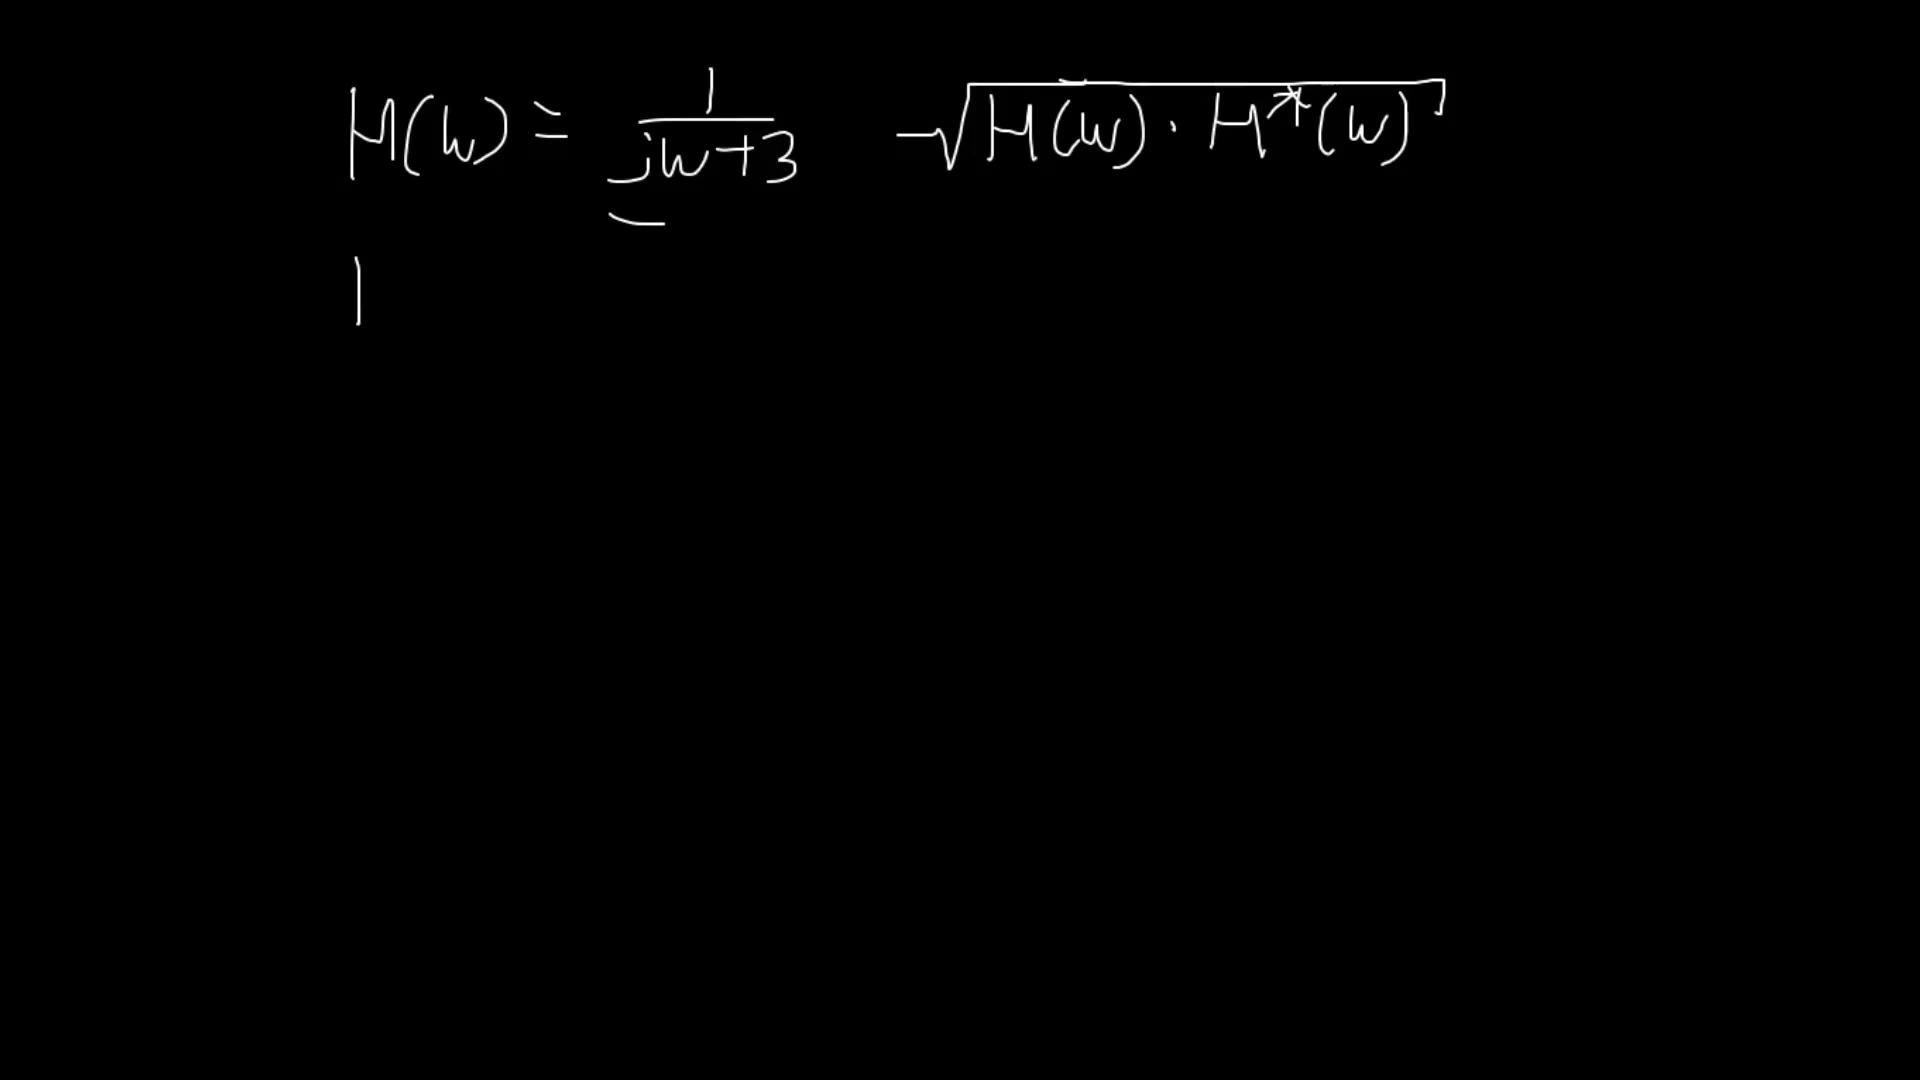 H(w) = 1/(jw+3) √(H(w) · H*(w))
|